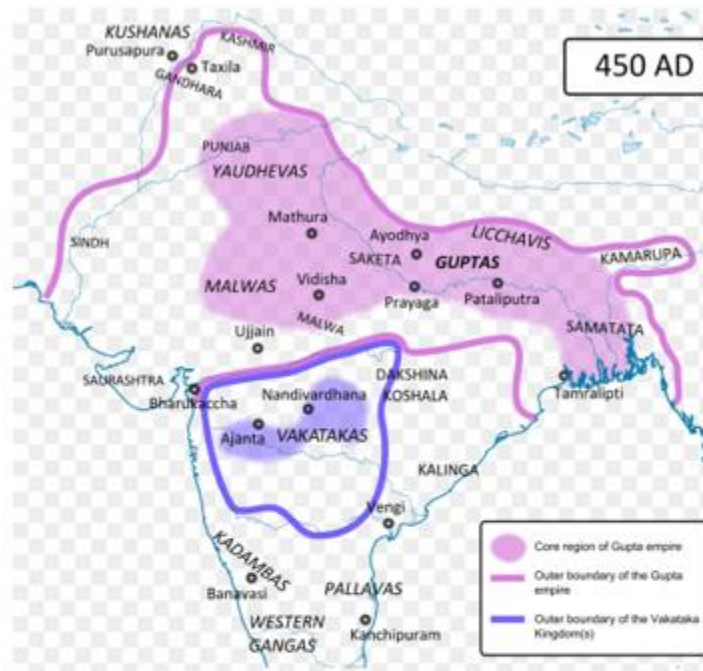 KUSHANAS
KASHMIR
Purusapura
Taxila
GANDHARA
450 AD
PUNJAB
YAUDHEVAS
Mathura
LICCHAVIS
Ayodhya
SINDH
SAKETA
GUPTAS
KAMARUPA
MALWAS
Vidisha
Prayaga
Pataliputra
MALWA
SAMATATA
Ujjain
SAURASHTRA
DAKSHINA
KOSHALA
Bharukaccha
Nandivardhana
Tamralipti
Ajanta
VAKATAKAS
KALINGA
Vengi
KADAMBAS
Banavasi
PALLAVAS
WESTERN
GANGAS
Kanchipuram
Core region of Gupta empire
Outer boundary of the Gupta
empire
Outer boundary of the Vakataka
Kingdom(s)